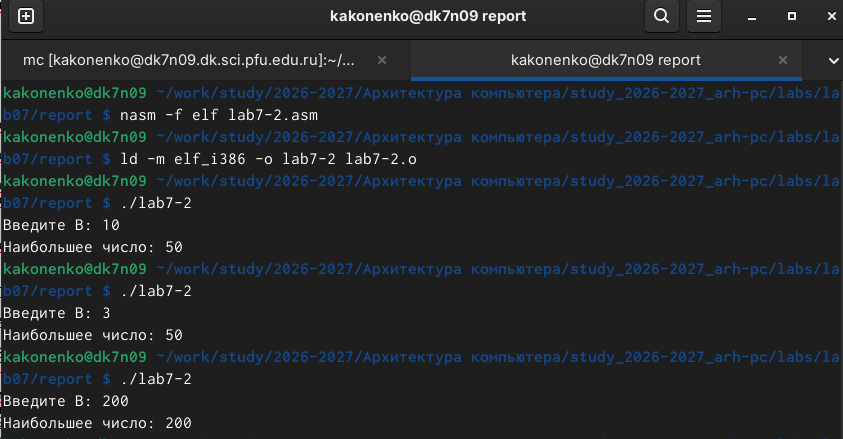 kakonenko@dk7n09 report
mc [kakonenko@dk7n09.dk.sci.pfu.edu.ru]:~/... kakonenko@dk7n09 report
kakonenko@dk7n09 ~/work/study/2026-2027/Архитектура компьютера/study_2026-2027_arh-pc/labs/la
b07/report $ nasm -f elf lab7-2.asm
kakonenko@dk7n09 ~/work/study/2026-2027/Архитектура компьютера/study_2026-2027_arh-pc/labs/la
b07/report $ ld -m elf_i386 -o lab7-2 lab7-2.o
kakonenko@dk7n09 ~/work/study/2026-2027/Архитектура компьютера/study_2026-2027_arh-pc/labs/la
b07/report $ ./lab7-2
Введите В: 10
Наибольшее число: 50
kakonenko@dk7n09 ~/work/study/2026-2027/Архитектура компьютера/study_2026-2027_arh-pc/labs/la
b07/report $ ./lab7-2
Введите В: 3
Наибольшее число: 50
kakonenko@dk7n09 ~/work/study/2026-2027/Архитектура компьютера/study_2026-2027_arh-pc/labs/la
b07/report $ ./lab7-2
Введите В: 200
Наибольшее число: 200